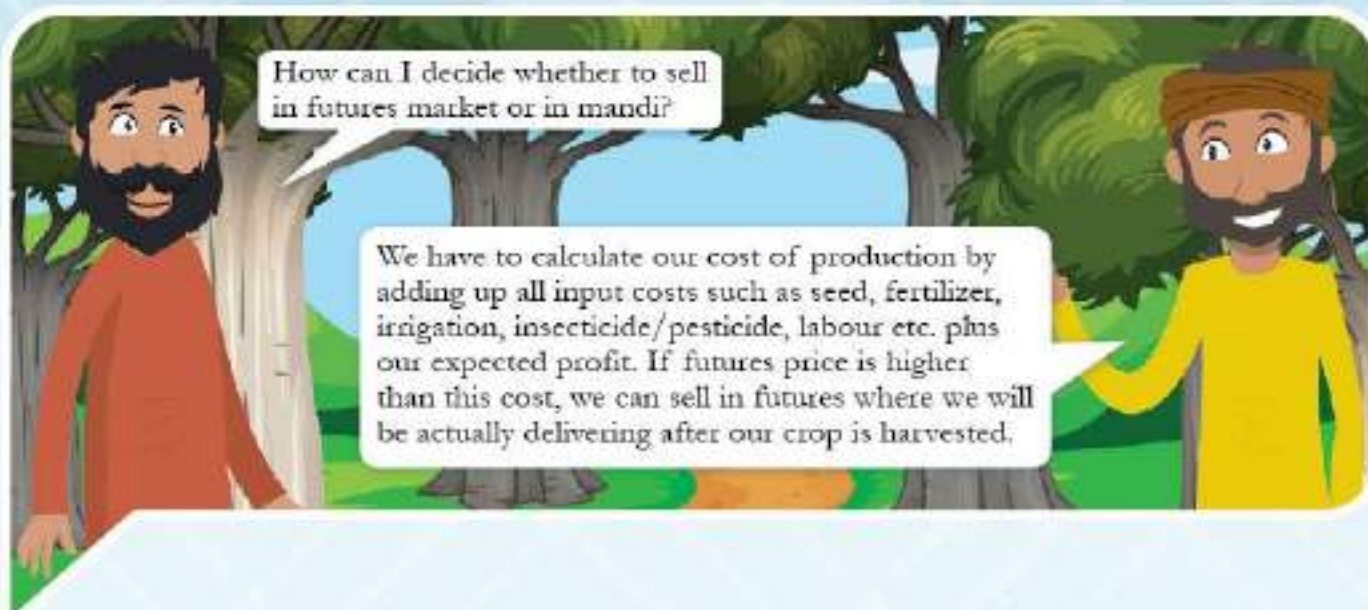 How can I decide whether to sell
in futures market or in mandi?
We have to calculate our cost of production by
adding up all input costs such as seed, fertilizer,
irrigation, insecticide/pesticide, labour etc. plus
our expected profit. If futures price is higher
than this cost, we can sell in futures where we will
be actually delivering after our crop is harvested.